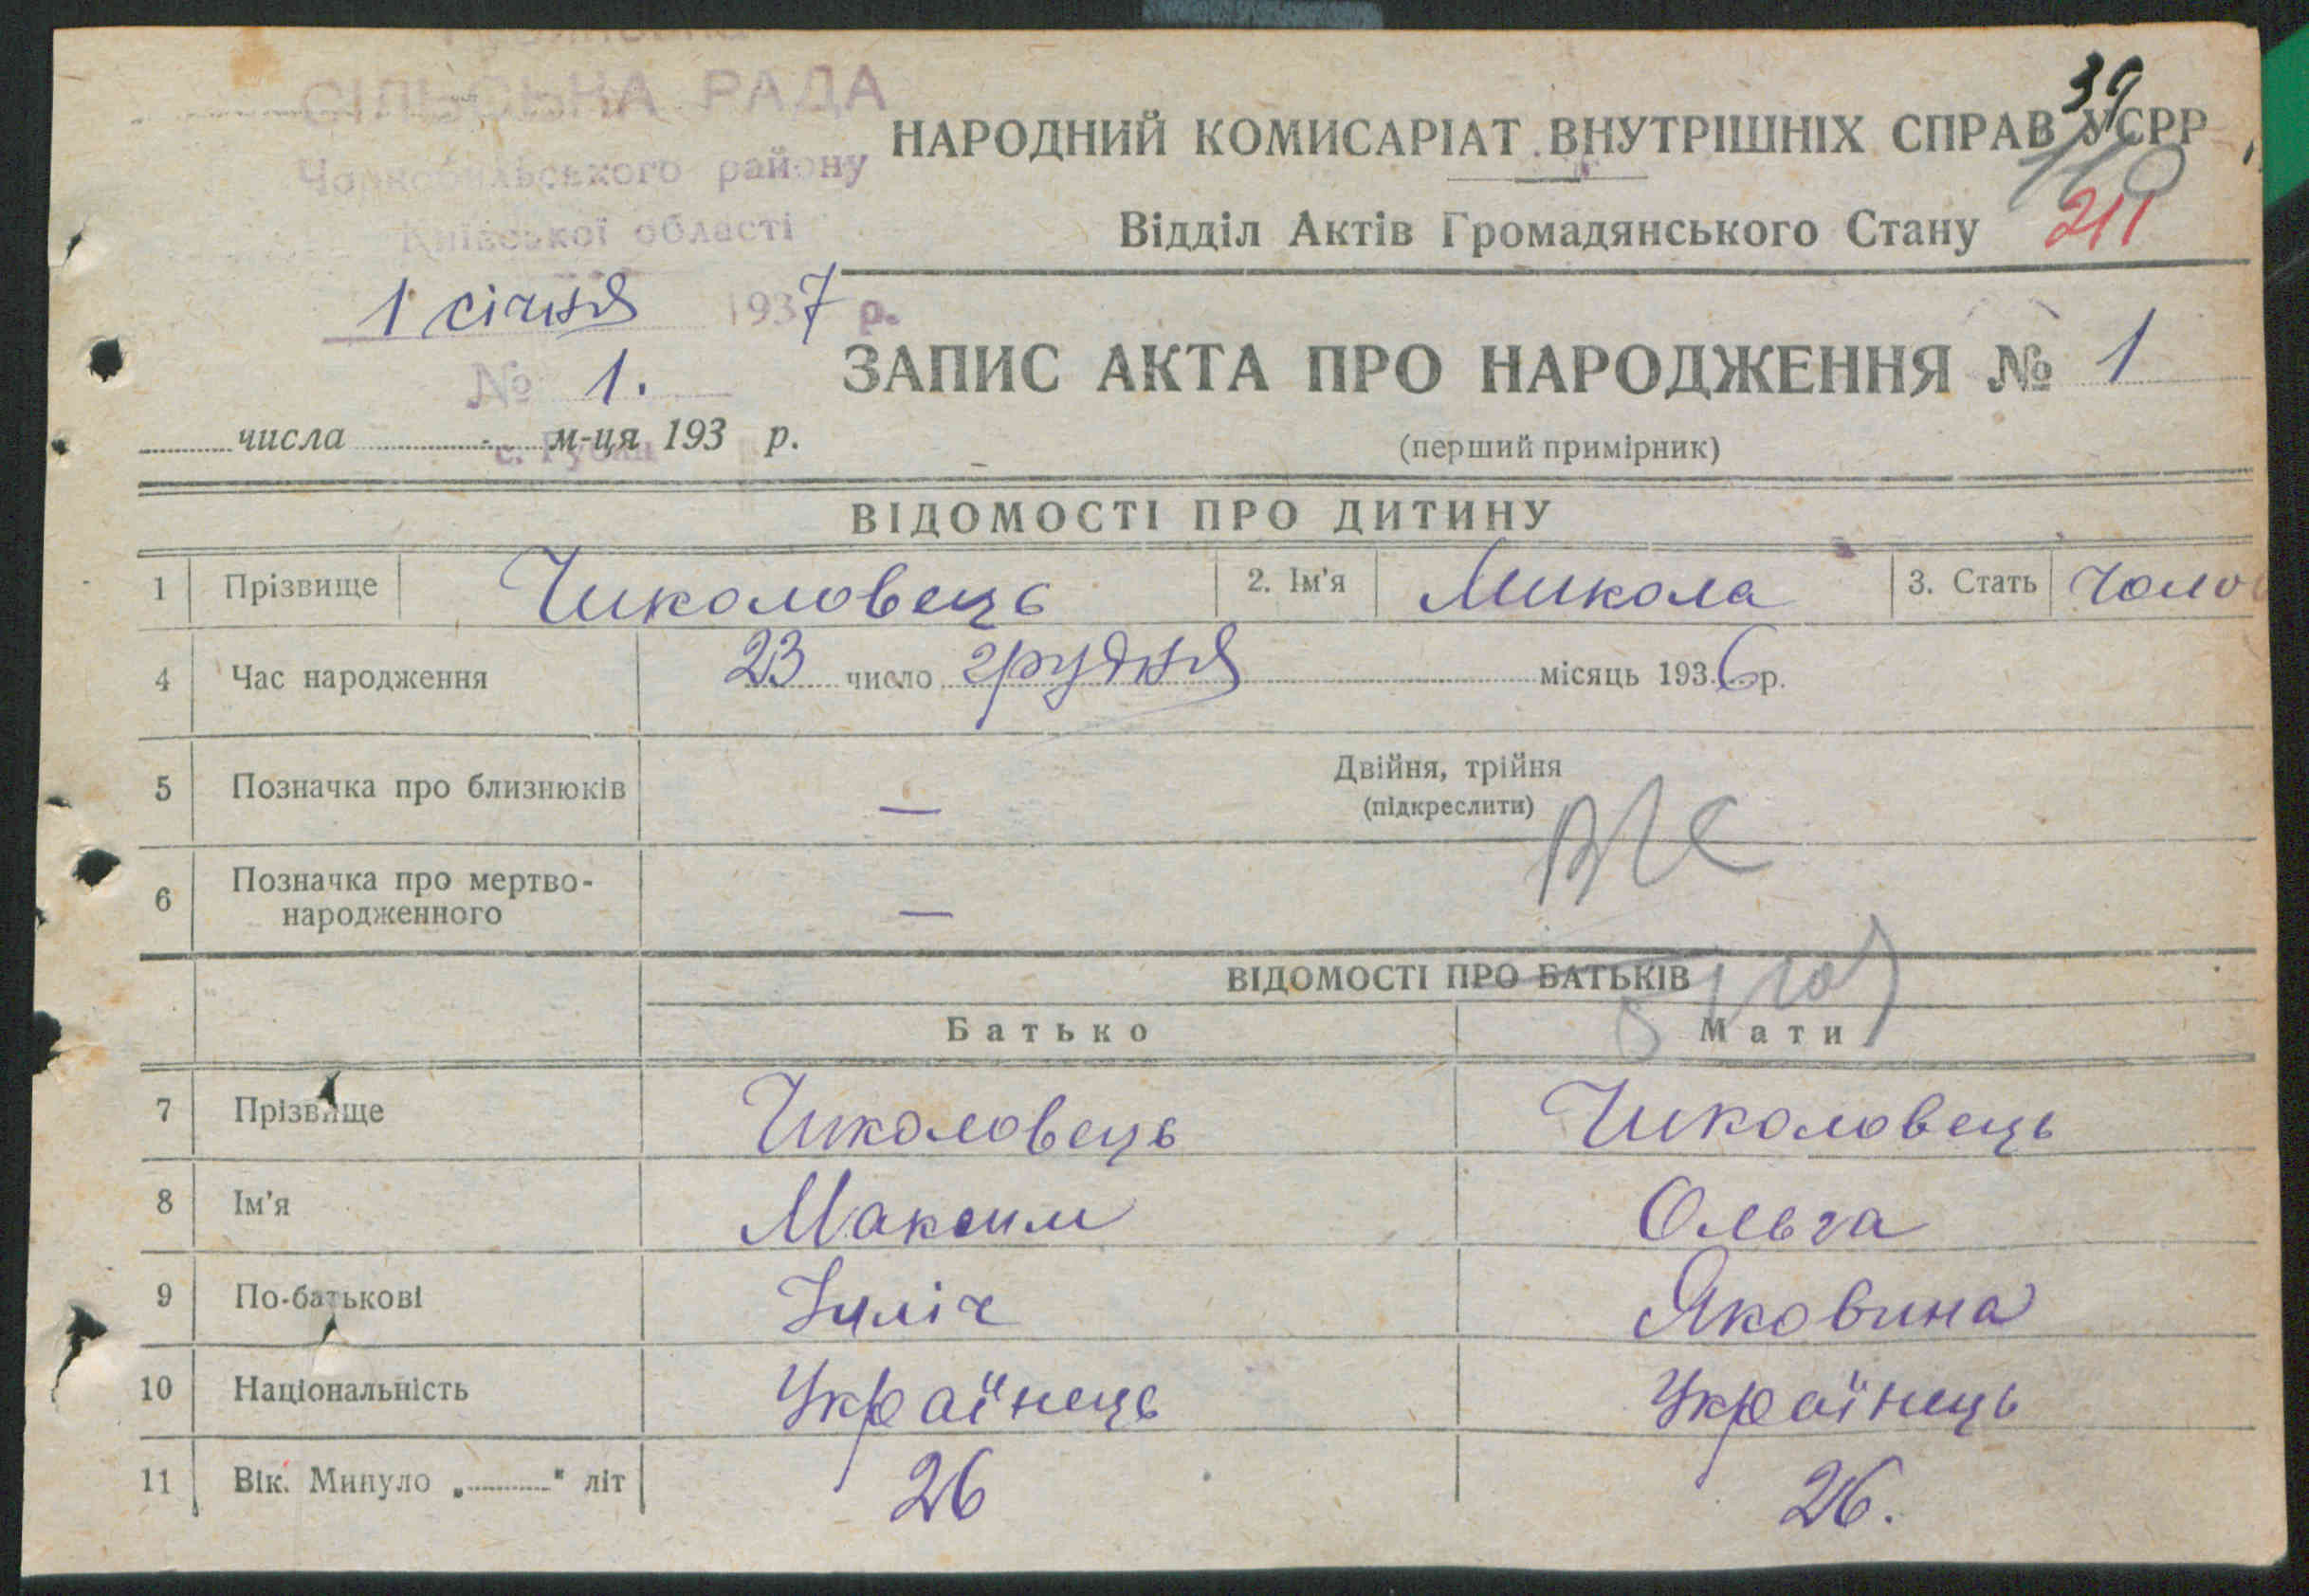 СІЛЬСЬКА РАДА
Чорнобильського району
Київської області
39
НАРОДНИЙ КОМИСАРІАТ ВНУТРІШНІХ СПРАВ УСРР
110
Відділ Актів Громадянського Стану 211
1 січня 1937 р.
№ 1.
ЗАПИС АКТА ПРО НАРОДЖЕННЯ № 1
числа м-ця 193 р.
(перший примірник)
ВІДОМОСТІ ПРО ДИТИНУ
1 Прізвище Чиколовець 2. Ім'я Микола 3. Стать Чолов
4 Час народження 23 число грудня місяць 1936 р.
5 Позначка про близнюків — Двійня, трійня
(підкреслити)
6 Позначка про мертво-
народженного —
ВІДОМОСТІ ПРО БАТЬКІВ
Батько Мати
7 Прізвище Чиколовець Чиколовець
8 Ім'я Максим Ольга
9 По-батькові Ілліч Яковина
10 Національність Українець Українець
11 Вік. Минуло „ " літ 26 26.